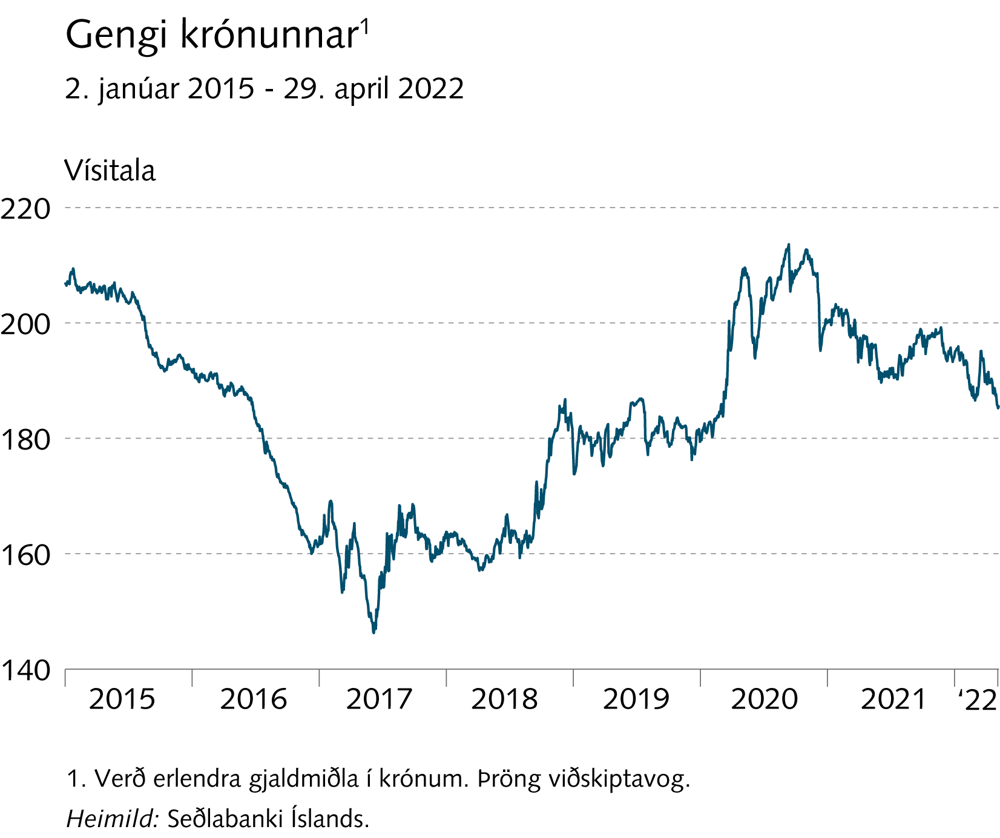 Gengi krónunnar¹
2. janúar 2015 - 29. april 2022
Vísitala
220
200
180
160
140
2015 2016 2017 2018 2019 2020 2021 ‘22
1. Verð erlendra gjaldmiðla í krónum. Þröng viðskiptavog.
Heimild: Seðlabanki Íslands.